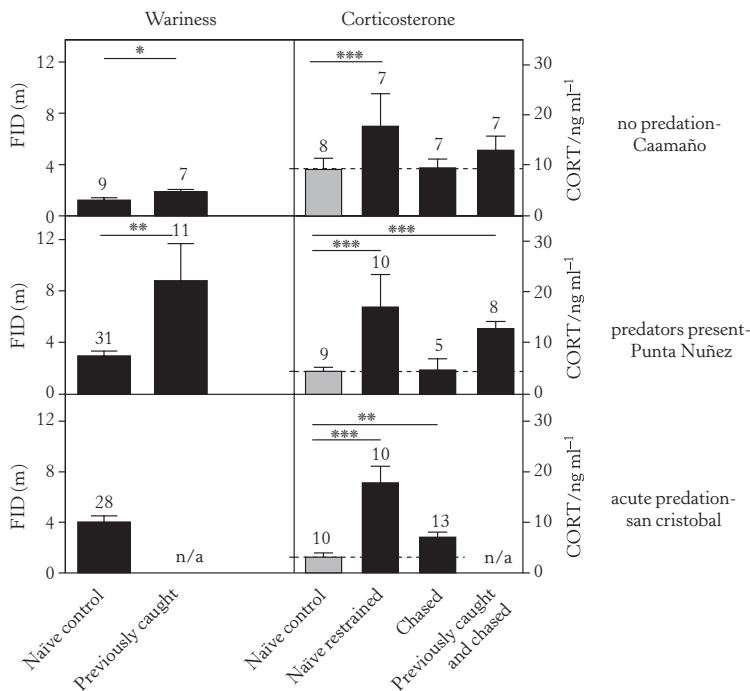 Wariness
Corticosterone
FID (m)
12
8
4
0
*
9
7
***
8
7
7
7
30
20
10
0
CORT/ng ml−1
no predation-
Caamaño
FID (m)
12
8
4
0
**
31
11
***
***
9
10
5
8
30
20
10
0
CORT/ng ml−1
predators present-
Punta Nuñez
FID (m)
12
8
4
0
28
n/a
**
***
10
10
13
n/a
30
20
10
0
CORT/ng ml−1
acute predation-
san cristobal
Naïve control
Previously caught
Naïve control
Naïve restrained
Chased
Previously caught
and chased